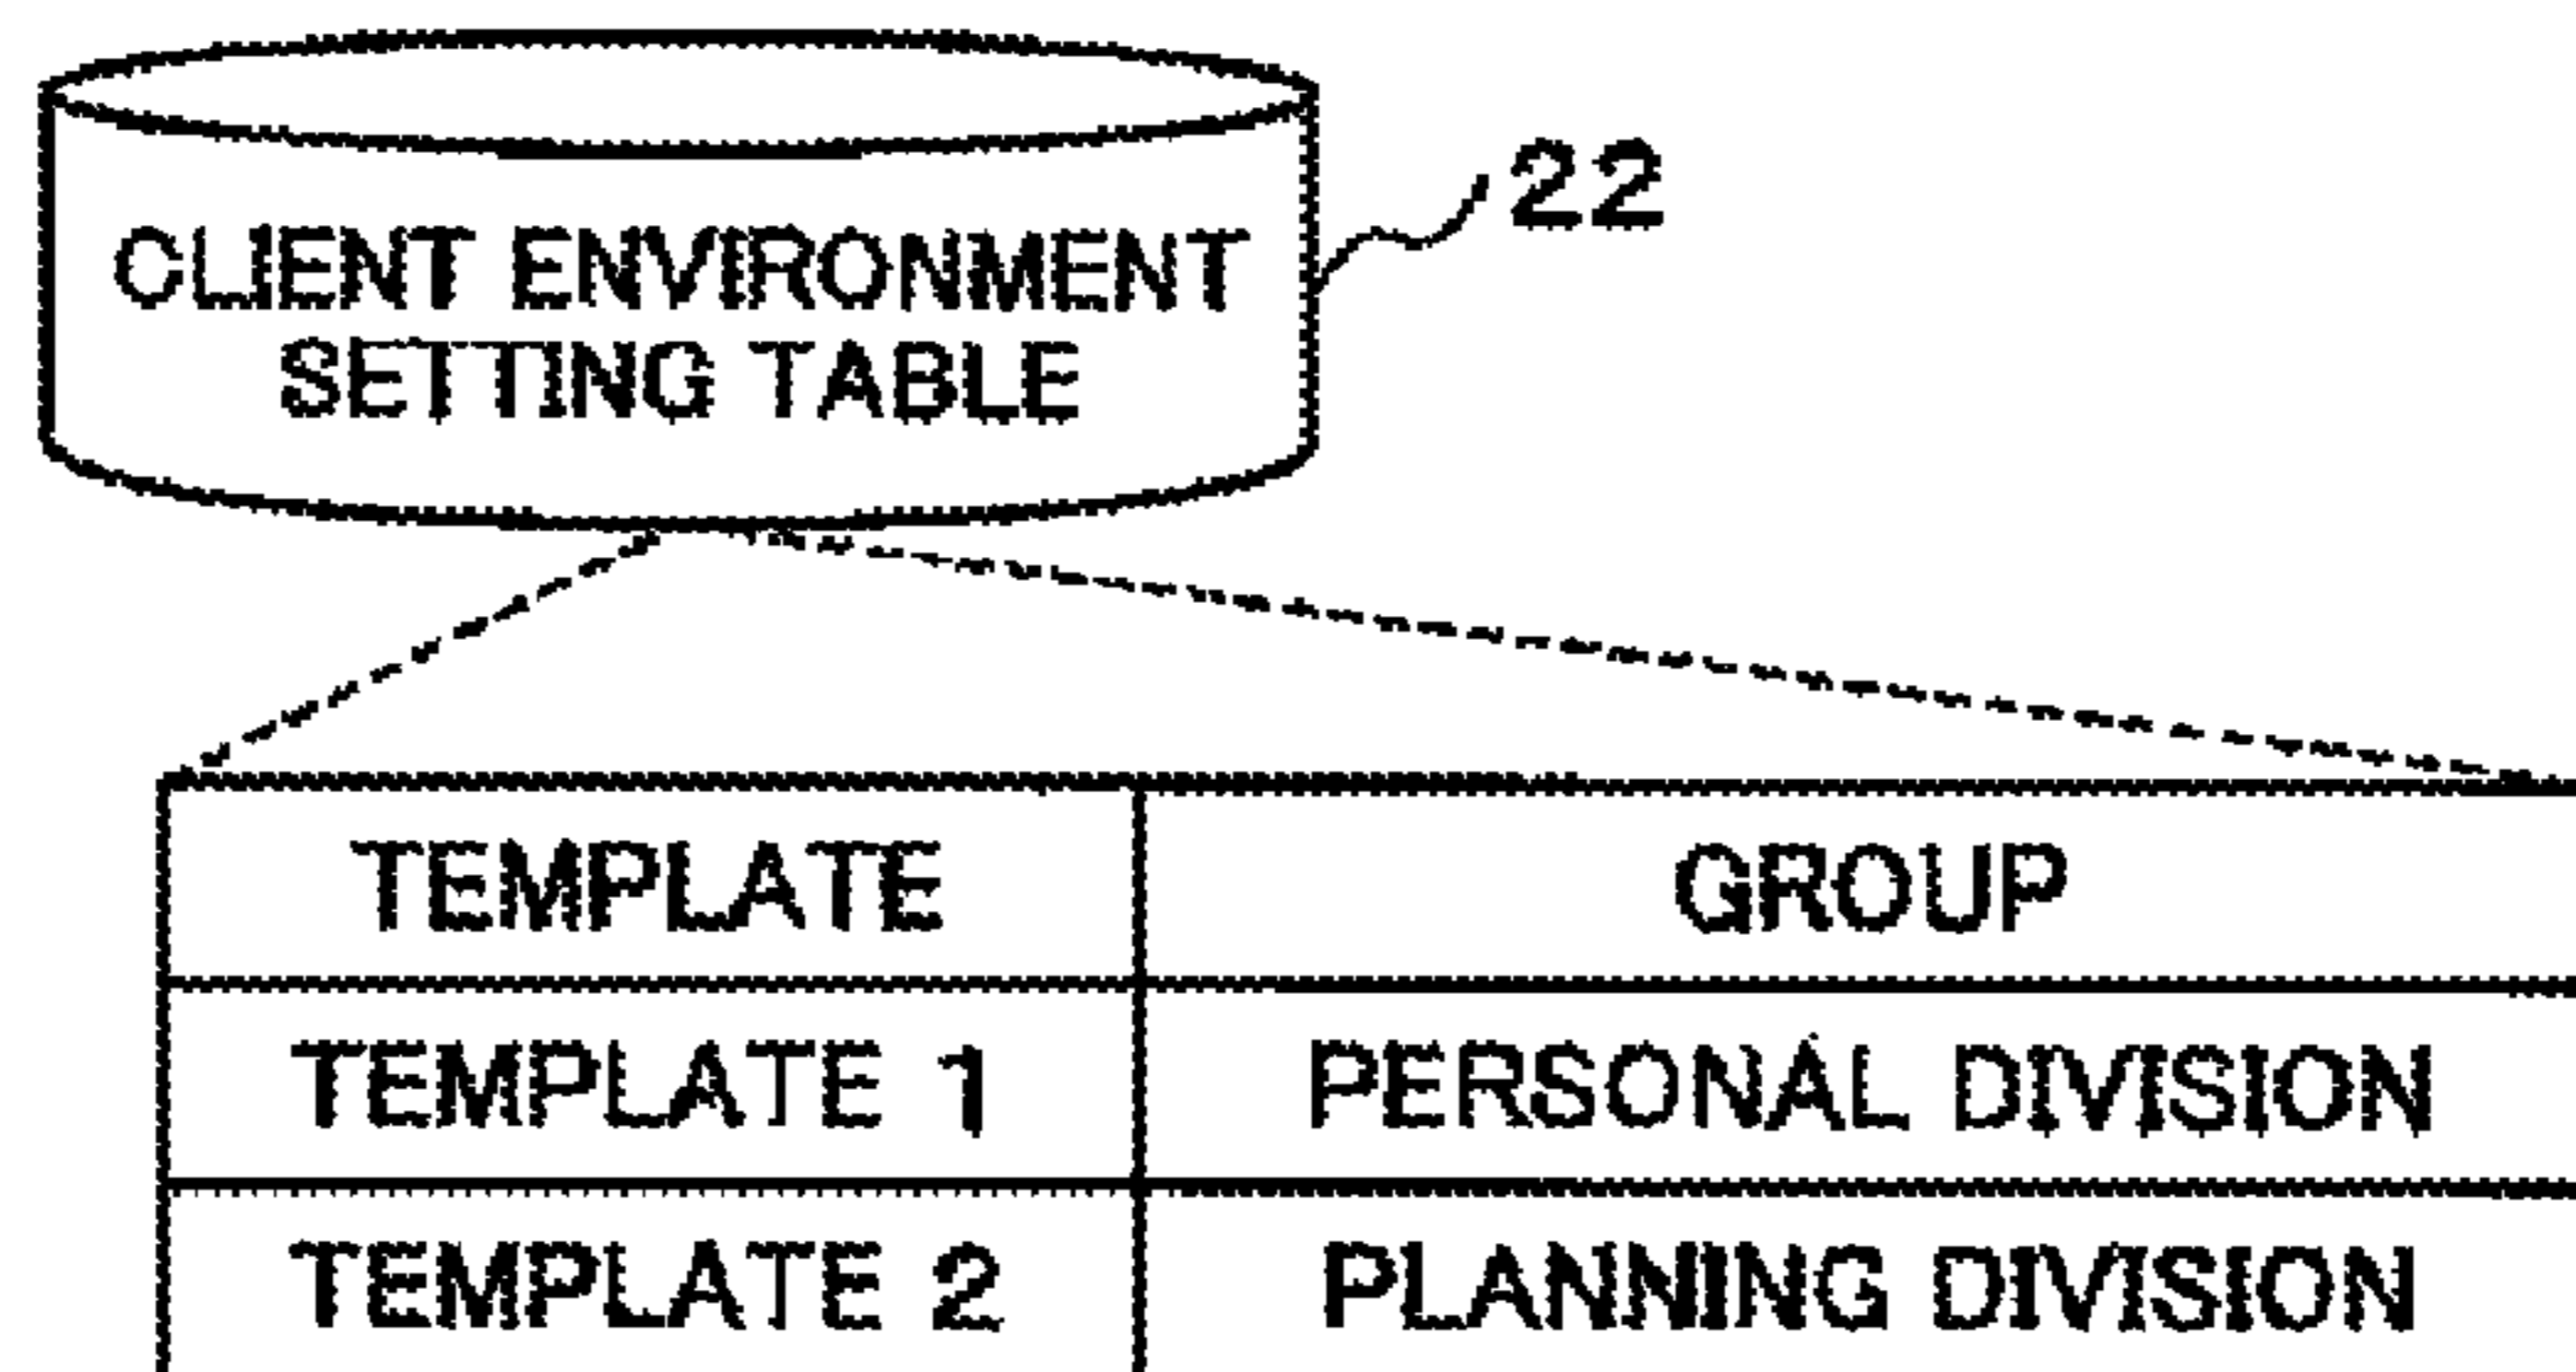 22
CLIENT ENVIRONMENT
SETTING TABLE
TEMPLATE GROUP
TEMPLATE 1 PERSONAL DIVISION
TEMPLATE 2 PLANNING DIVISION